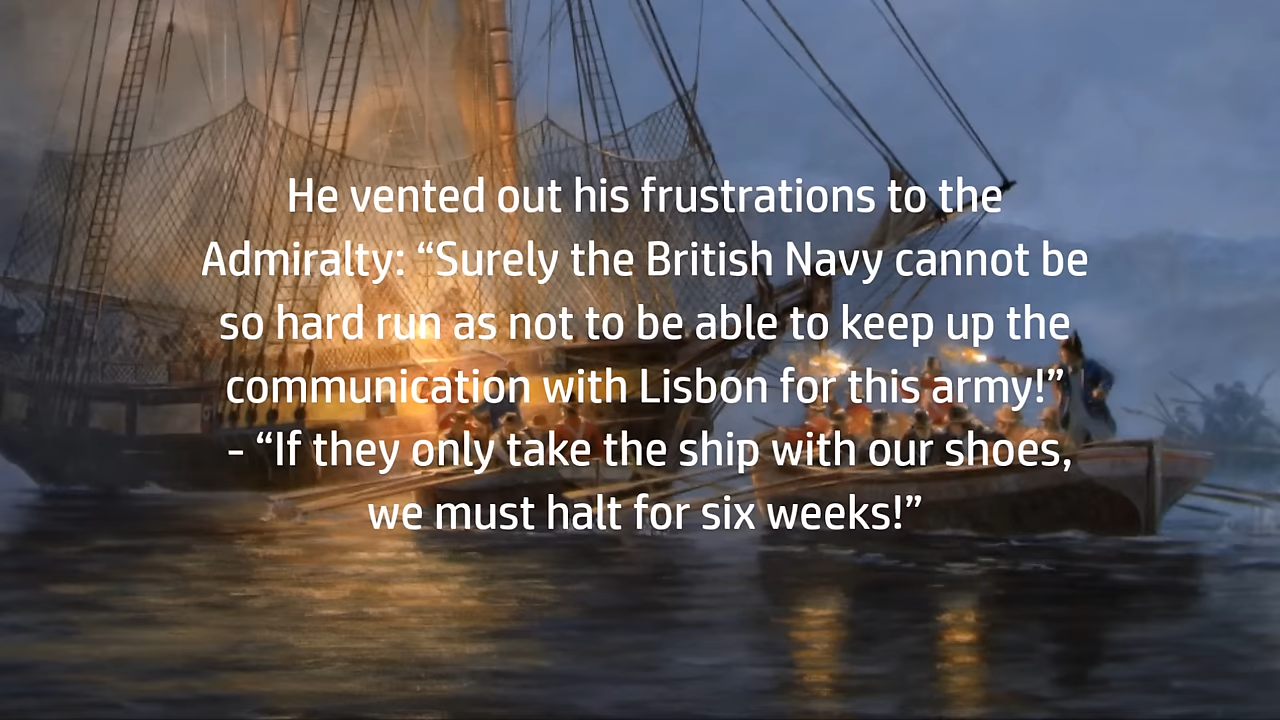 He vented out his frustrations to the
Admiralty: “Surely the British Navy cannot be
so hard run as not to be able to keep up the
communication with Lisbon for this army!”
- “If they only take the ship with our shoes,
we must halt for six weeks!”